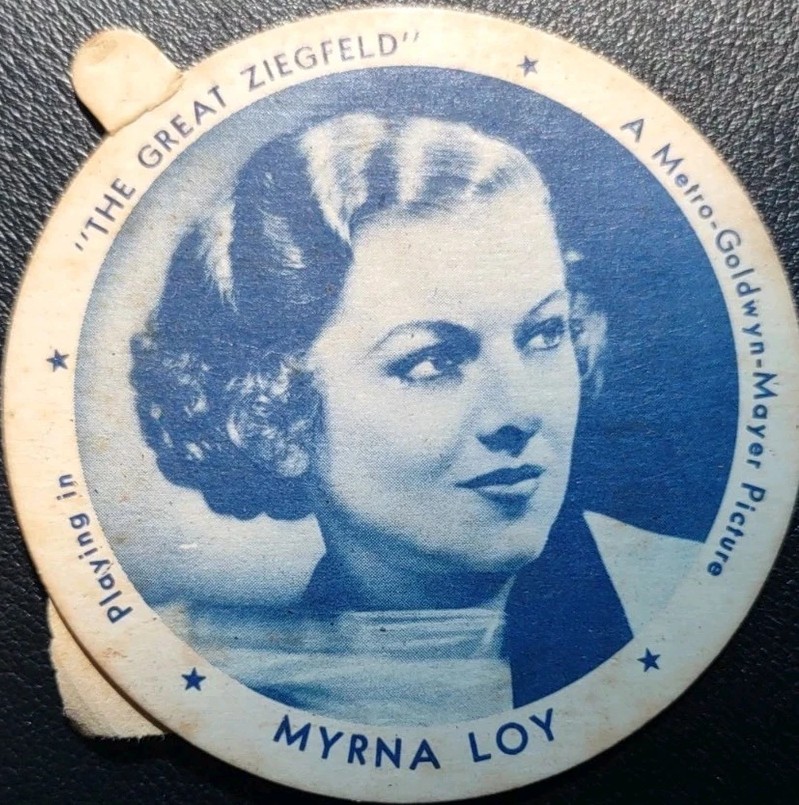 Playing in
"THE GREAT ZIEGFELD"
A Metro-Goldwyn-Mayer Picture
MYRNA LOY